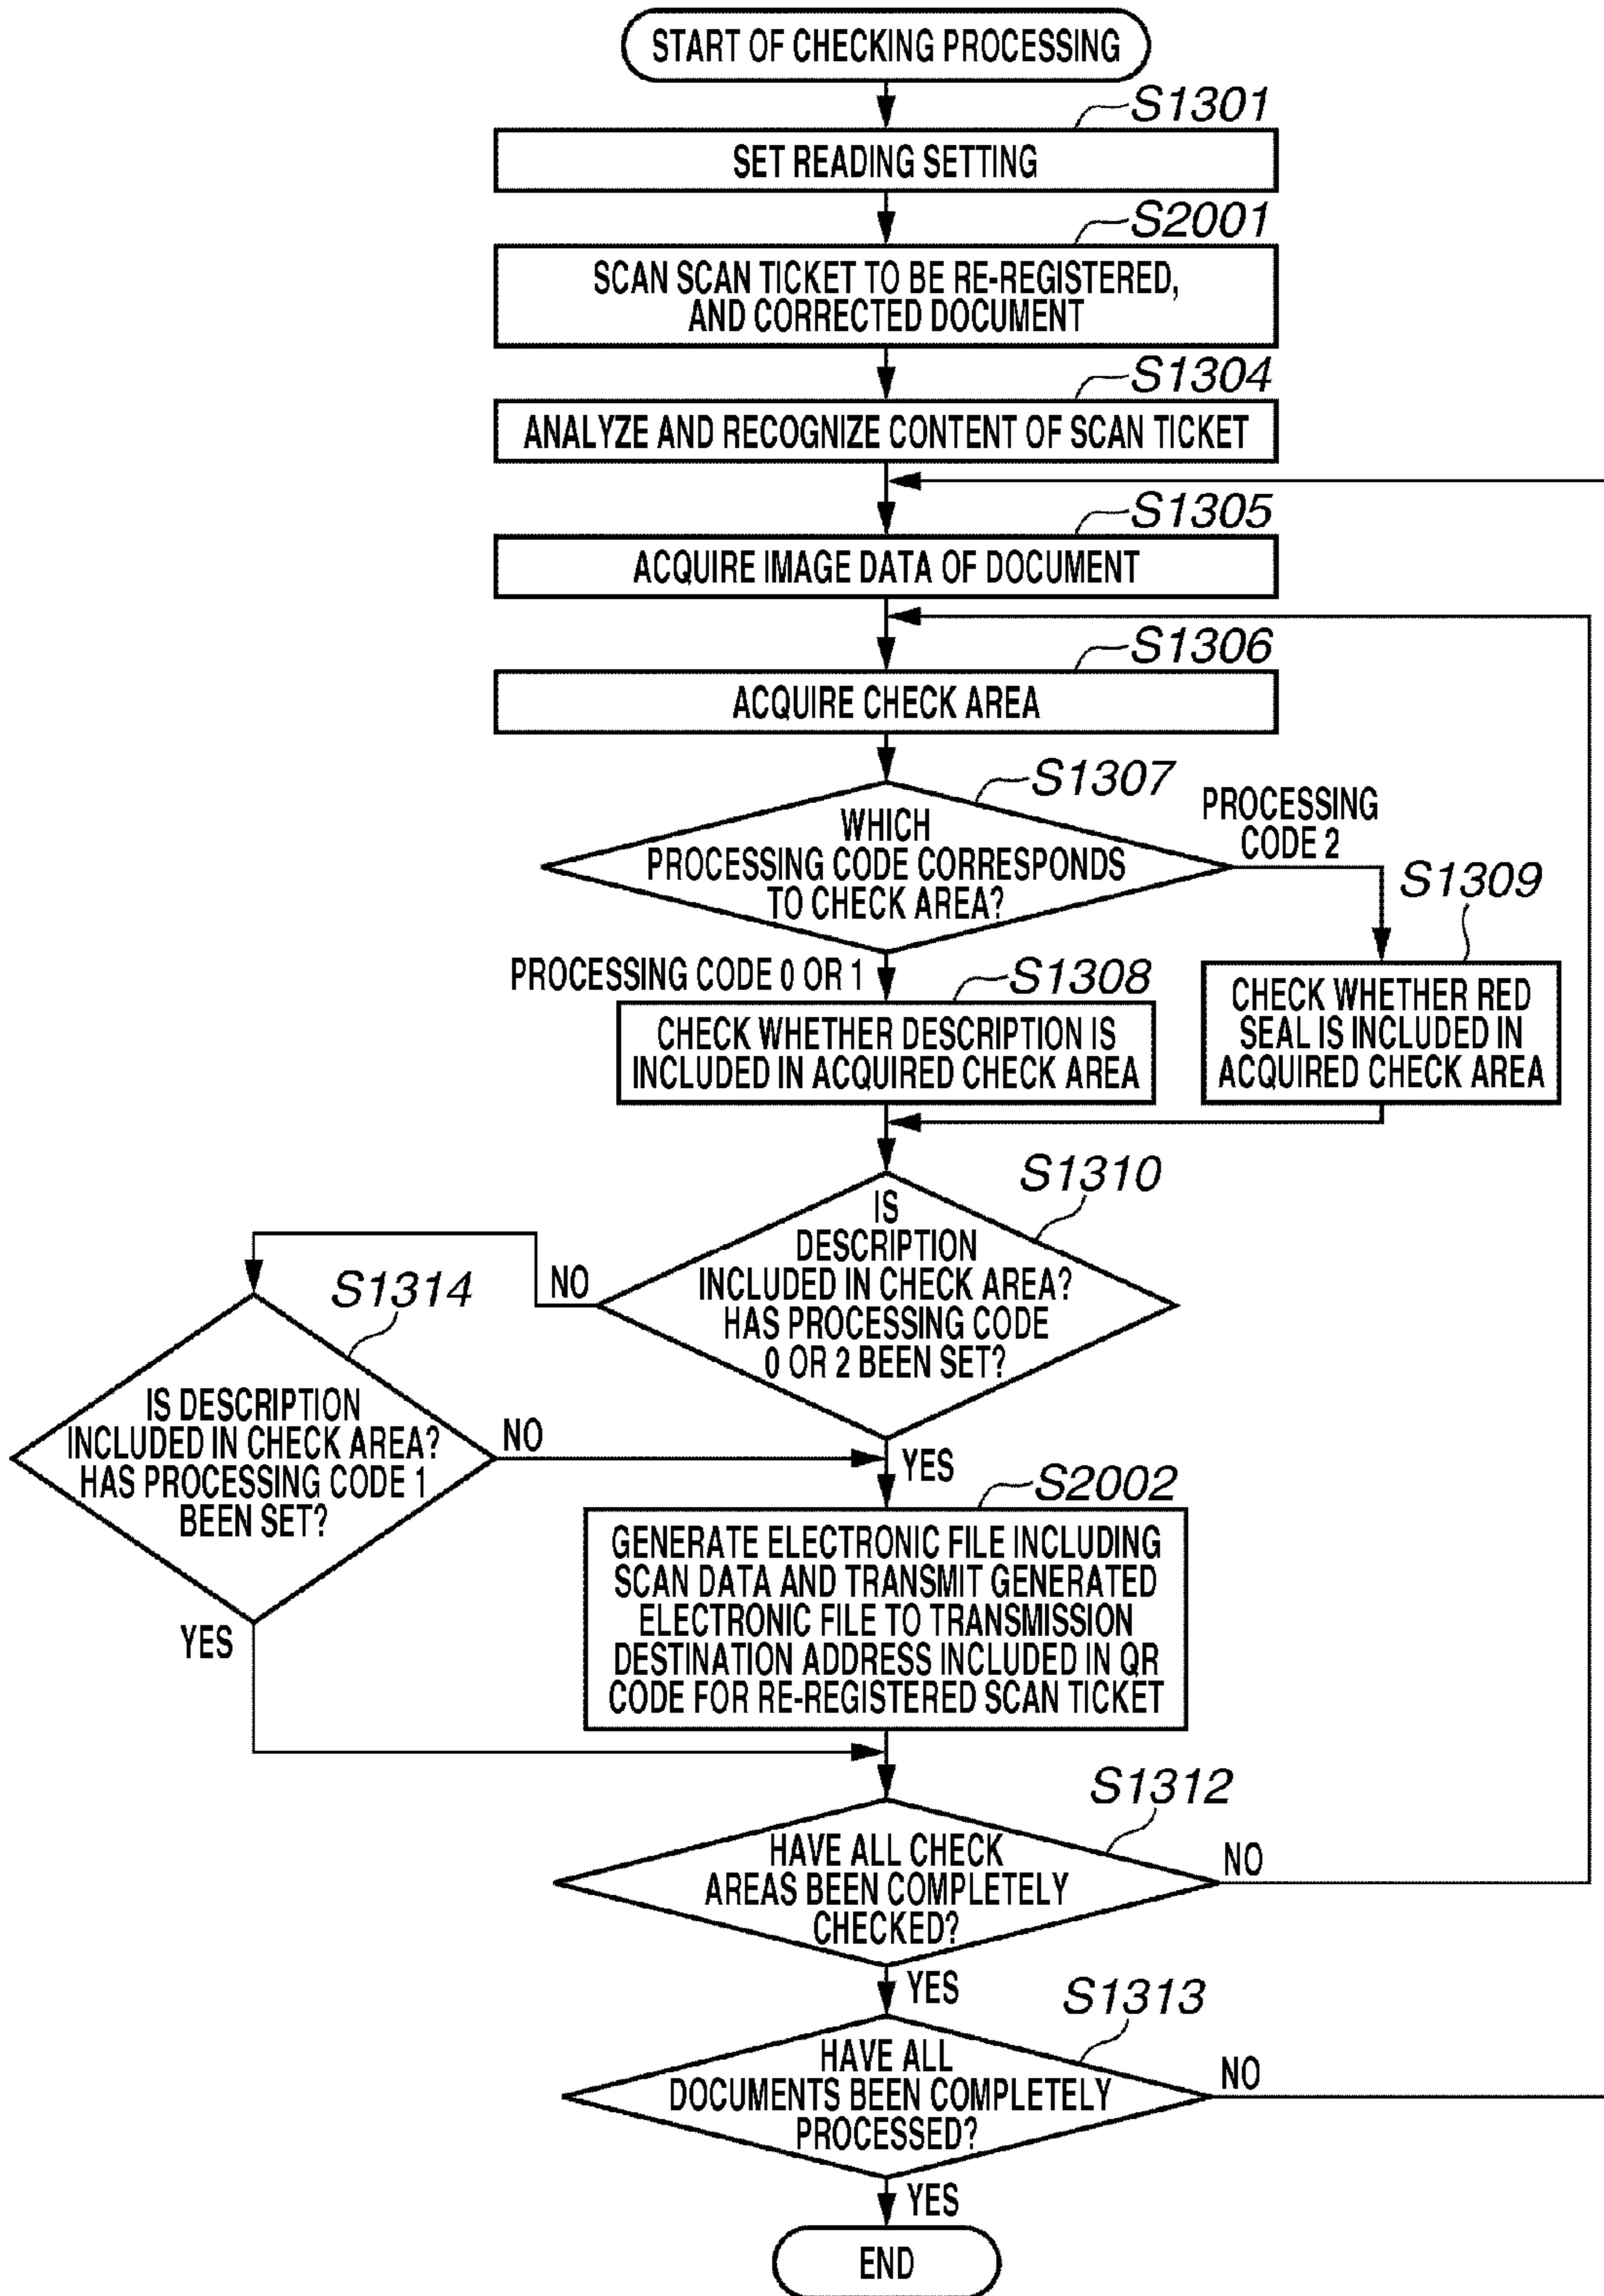 START OF CHECKING PROCESSING
S1301
SET READING SETTING
S2001
SCAN SCAN TICKET TO BE RE-REGISTERED,
AND CORRECTED DOCUMENT
S1304
ANALYZE AND RECOGNIZE CONTENT OF SCAN TICKET
S1305
ACQUIRE IMAGE DATA OF DOCUMENT
S1306
ACQUIRE CHECK AREA
S1307
WHICH
PROCESSING CODE CORRESPONDS
TO CHECK AREA?
PROCESSING
CODE 2
S1309
CHECK WHETHER RED
SEAL IS INCLUDED IN
ACQUIRED CHECK AREA
PROCESSING CODE 0 OR 1
S1308
CHECK WHETHER DESCRIPTION IS
INCLUDED IN ACQUIRED CHECK AREA
S1310
IS
DESCRIPTION
INCLUDED IN CHECK AREA?
HAS PROCESSING CODE
0 OR 2 BEEN SET?
NO
S1314
IS DESCRIPTION
INCLUDED IN CHECK AREA?
HAS PROCESSING CODE 1
BEEN SET?
NO
YES
YES
S2002
GENERATE ELECTRONIC FILE INCLUDING
SCAN DATA AND TRANSMIT GENERATED
ELECTRONIC FILE TO TRANSMISSION
DESTINATION ADDRESS INCLUDED IN QR
CODE FOR RE-REGISTERED SCAN TICKET
S1312
HAVE ALL CHECK
AREAS BEEN COMPLETELY
CHECKED?
NO
YES
S1313
HAVE ALL
DOCUMENTS BEEN COMPLETELY
PROCESSED?
NO
YES
END